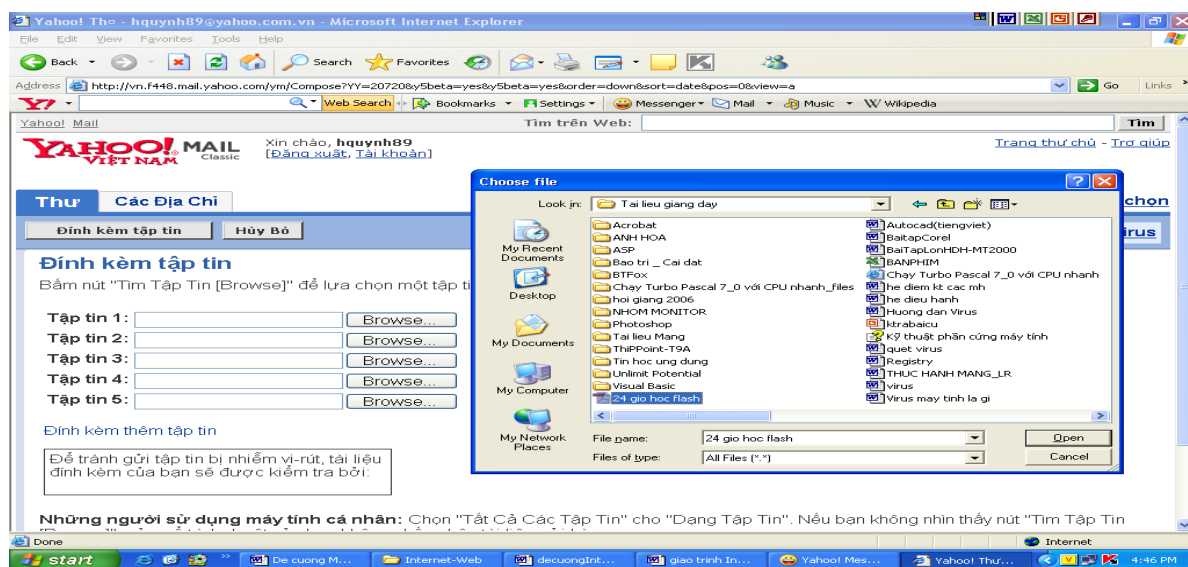 Yahoo! Th¤ - hquynh89@yahoo.com.vn - Microsoft Internet Explorer
File Edit View Favorites Tools Help
Back Search Favorites
Address http://vn.f448.mail.yahoo.com/ym/Compose?YY=20720&y5beta=yes&y5beta=yes&order=down&sort=date&pos=0&view=a Go Links
Y7 Web Search Bookmarks Settings Messenger Mail Music W Wikipedia
Yahoo! Mail Tìm trên Web: Tìm
YAHOO! MAIL Xin chào, hquynh89 Trang thư chủ - Trợ giúp
VIỆT NAM Classic [Đăng xuất, Tài khoản]
Thư Các Địa Chỉ chọn
Đính kèm tập tin Hủy Bỏ irus
Đính kèm tập tin
Bấm nút "Tìm Tập Tin [Browse]" để lựa chọn một tập ti
Tập tin 1: Browse...
Tập tin 2: Browse...
Tập tin 3: Browse...
Tập tin 4: Browse...
Tập tin 5: Browse...
Đính kèm thêm tập tin
Để tránh gửi tập tin bị nhiễm vi-rút, tài liệu
đính kèm của bạn sẽ được kiểm tra bởi:
Những người sử dụng máy tính cá nhân: Chọn "Tất Cả Các Tập Tin" cho "Dạng Tập Tin". Nếu bạn không nhìn thấy nút "Tìm Tập Tin
Choose file
Look in: Tai lieu giang day
My Recent
Documents
Desktop
My Documents
My Computer
My Network
Places
Acrobat
ANH HOA
ASP
Bao tri _ Cai dat
BTFox
Chạy Turbo Pascal 7_0 với CPU nhanh_files
hoi giang 2006
NHOM MONITOR
Photoshop
Tai lieu Mang
ThiPPoint-T9A
Tin hoc ung dung
Unlimit Potential
Visual Basic
24 gio hoc flash
Autocad(tiengviet)
BaitapCorel
BaiTapLonHDH-MT2000
BANPHIM
Chạy Turbo Pascal 7_0 với CPU nhanh
he diem kt cac mh
he dieu hanh
Huong dan Virus
ktrabaicu
Kỹ thuật phần cứng máy tính
quet virus
Registry
THUC HANH MANG_LR
virus
Virus may tinh la gi
File name: 24 gio hoc flash Open
Files of type: All Files (*.*) Cancel
Done Internet
start De cuong M... Internet-Web decuongInt... giao trinh In... Yahoo! Mes... Yahoo! Thư... 4:46 PM